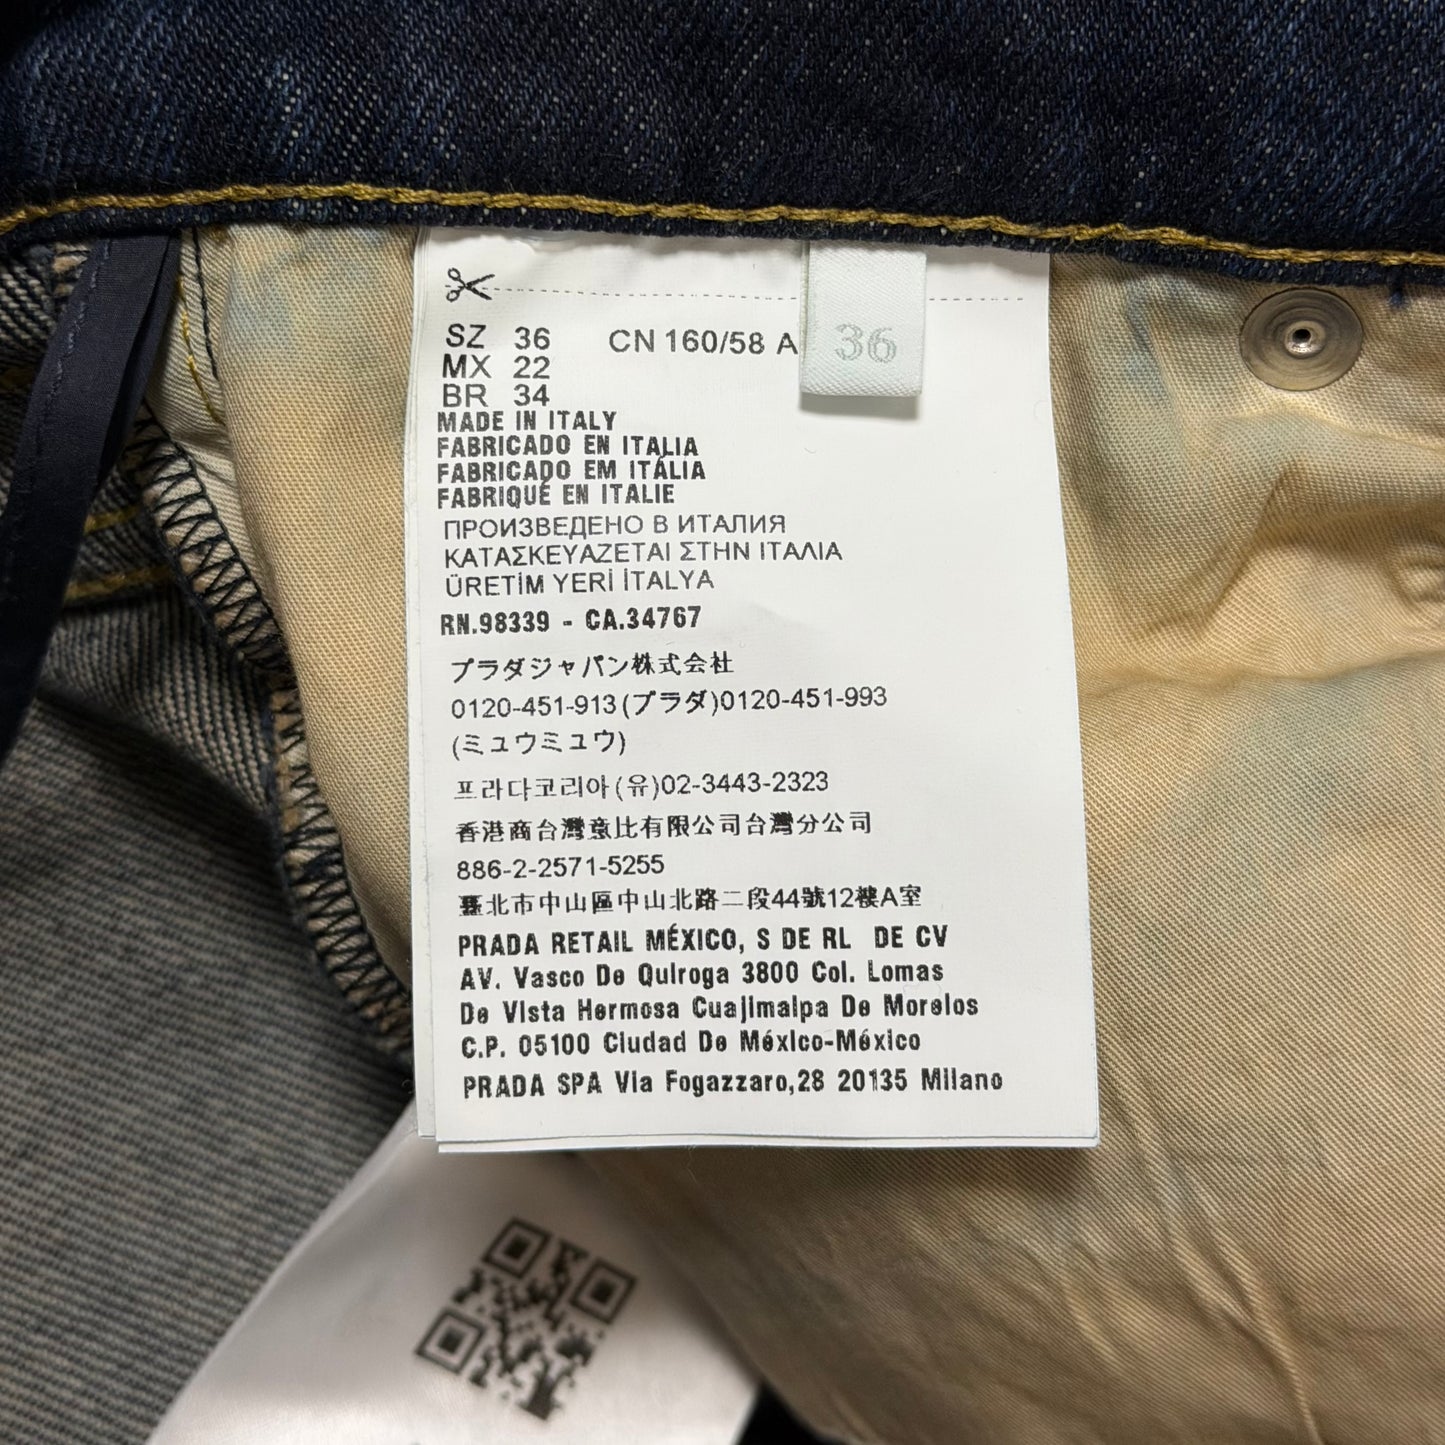 SZ 36 CN 160/58 A
36
MX 22
BR 34
MADE IN ITALY
FABRICADO EN ITALIA
FABRICADO EM ITÁLIA
FABRIQUÉ EN ITALIE
ПРОИЗВЕДЕНО В ИТАЛИЯ
ΚΑΤΑΣΚΕΥΑΖΕΤΑΙ ΣΤΗΝ ΙΤΑΛΙΑ
ÜRETİM YERİ İTALYA
RN.98339 - CA.34767
プラダジャパン株式会社
0120-451-913(プラダ)0120-451-993
(ミュウミュウ)
프라다코리아(유)02-3443-2323
香港商台灣意比有限公司台灣分公司
886-2-2571-5255
臺北市中山區中山北路二段44號12樓A室
PRADA RETAIL MÉXICO, S DE RL DE CV
AV. Vasco De Quiroga 3800 Col. Lomas
De Vista Hermosa Cuajimalpa De Morelos
C.P. 05100 Ciudad De México-México
PRADA SPA Via Fogazzaro,28 20135 Milano